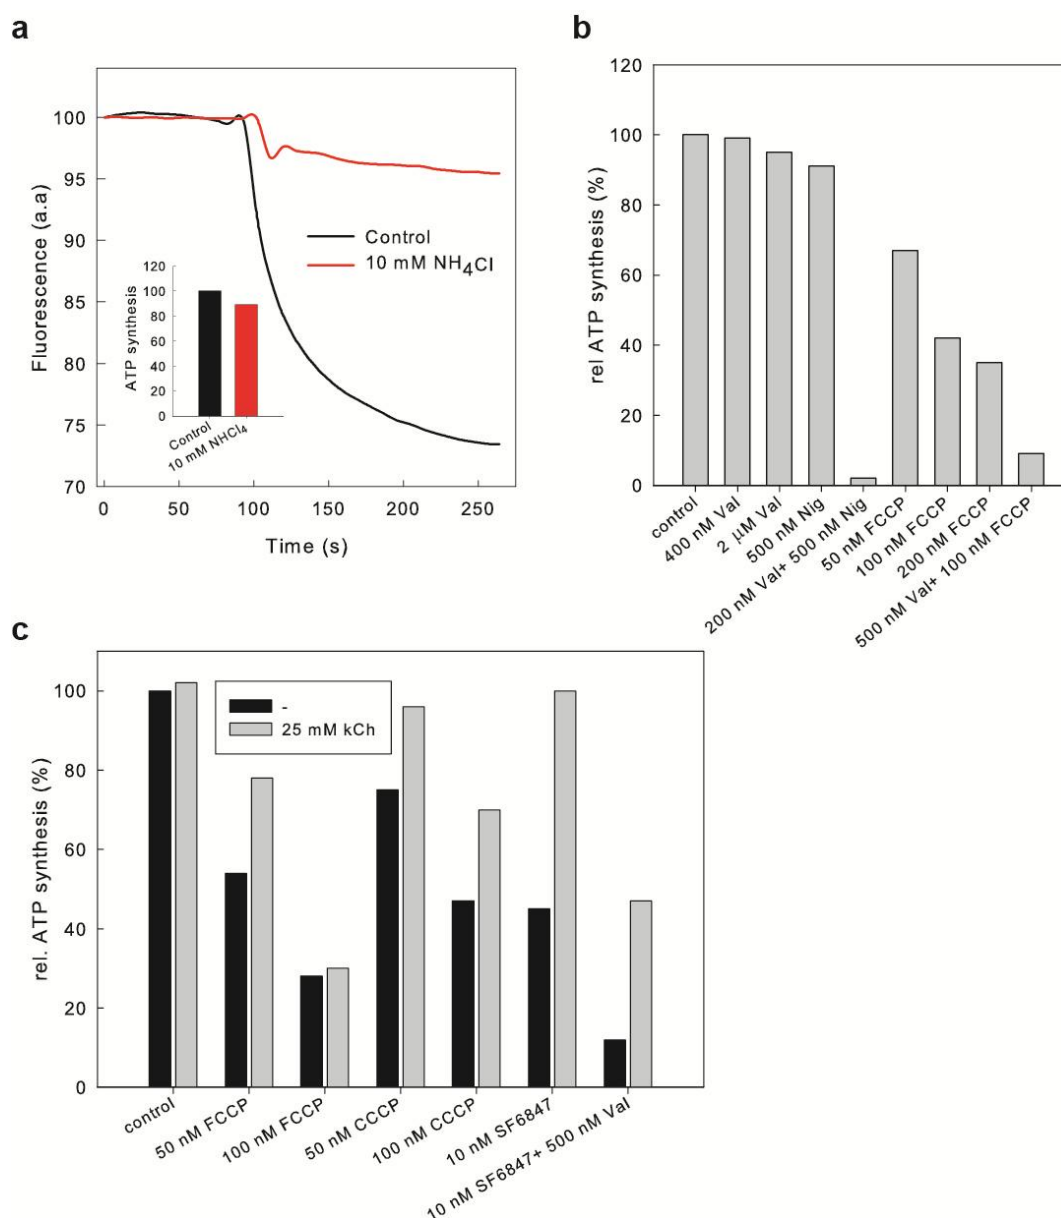 a
Fluorescence (a.a)
100
95
90
85
80
75
70
0
50
100
150
200
250
Time (s)
Control
10 mM NH4Cl
ATP synthesis
120
100
80
60
40
20
0
Control
10 mM NHCl4
b
rel ATP synthesis (%)
120
100
80
60
40
20
0
control
400 nM Val
2 μM Val
500 nM Nig
200 nM Val+ 500 nM Nig
50 nM FCCP
100 nM FCCP
200 nM FCCP
500 nM Val+ 100 nM FCCP
c
rel. ATP synthesis (%)
100
80
60
40
20
0
-
25 mM kCh
control
50 nM FCCP
100 nM FCCP
50 nM CCCP
100 nM CCCP
10 nM SF6847
10 nM SF6847+ 500 nM Val